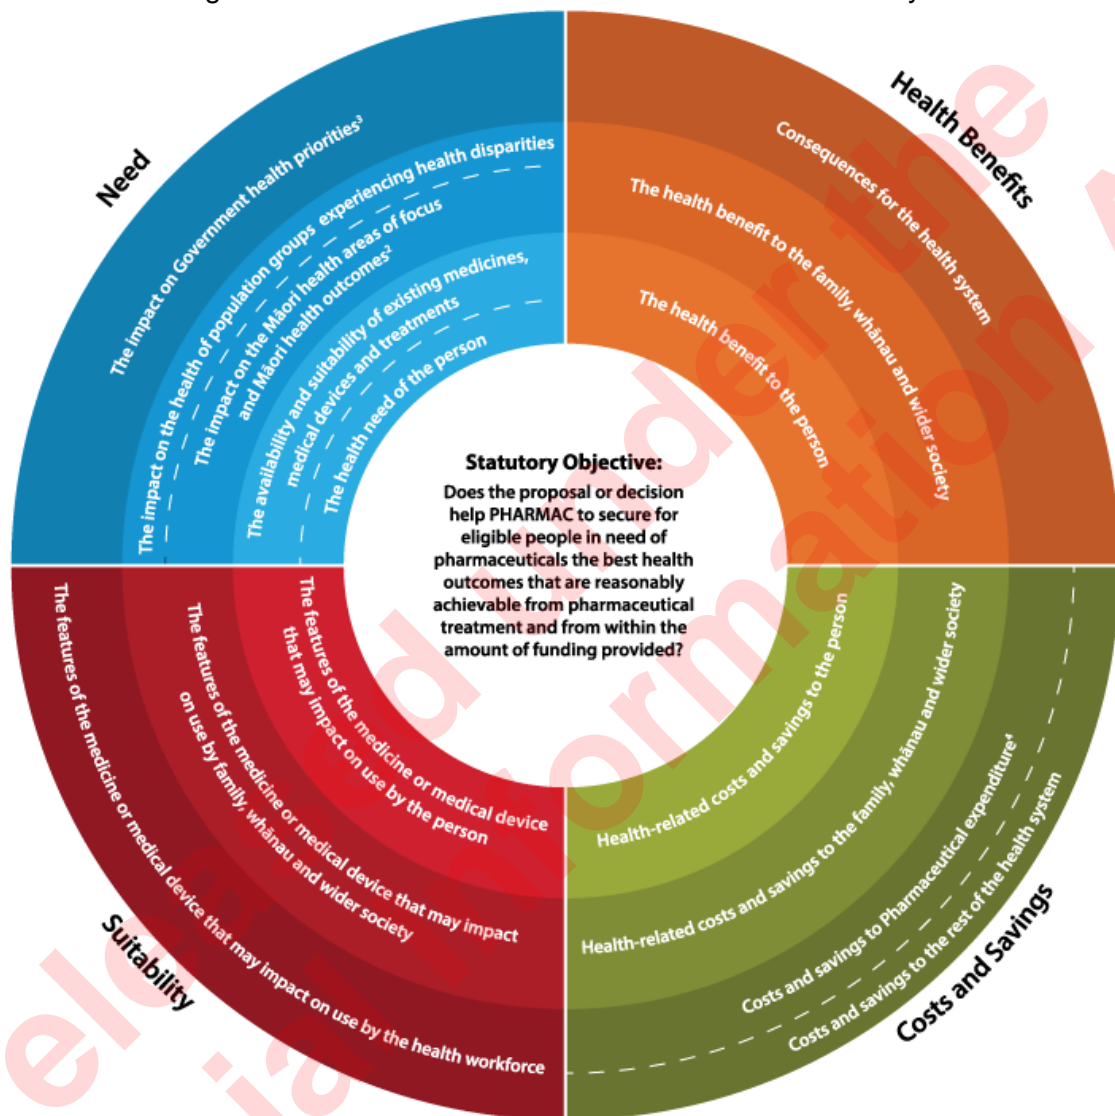 Need
The impact on Government health priorities³
The impact on the health of population groups experiencing health disparities
The impact on the Māori health areas of focus
and Māori health outcomes²
The availability and suitability of existing medicines,
medical devices and treatments
The health need of the person
Health Benefits
Consequences for the health system
The health benefit to the family, whānau and wider society
The health benefit to the person
Statutory Objective:
Does the proposal or decision
help PHARMAC to secure for
eligible people in need of
pharmaceuticals the best health
outcomes that are reasonably
achievable from pharmaceutical
treatment and from within the
amount of funding provided?
Suitability
The features of the medicine or medical device
that may impact on use by the person
The features of the medicine or medical device that may impact
on use by family, whānau and wider society
The features of the medicine or medical device that may impact on use by the health workforce
Costs and Savings
Health-related costs and savings to the person
Health-related costs and savings to the family, whānau and wider society
Costs and savings to Pharmaceutical expenditure⁴
Costs and savings to the rest of the health system
under the